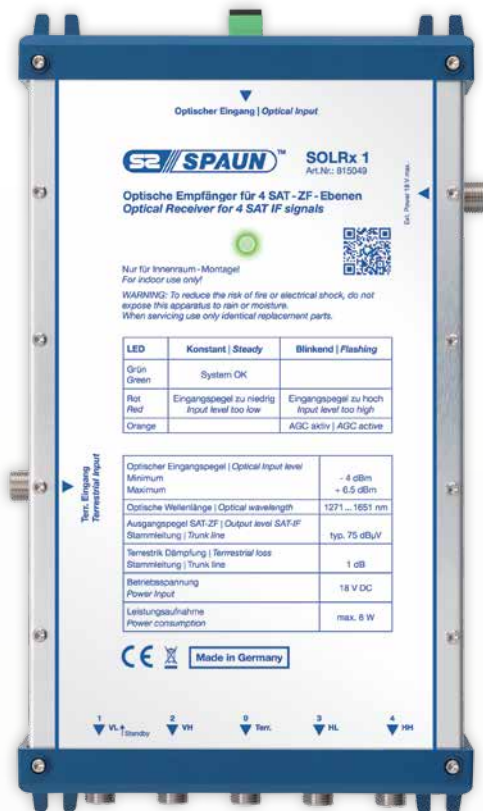 Optischer Eingang | Optical Input
S2 SPAUN™
SOLRx 1
Art.Nr.: 815049
Ext. Power 18 V max.
Optische Empfänger für 4 SAT-ZF-Ebenen
Optical Receiver for 4 SAT IF signals
Nur für Innenraum-Montage!
For indoor use only!
WARNING: To reduce the risk of fire or electrical shock, do not
expose this apparatus to rain or moisture.
When servicing use only identical replacement parts.
LED Konstant | Steady Blinkend | Flashing
Grün
Green System OK
Rot Eingangspegel zu niedrig Eingangspegel zu hoch
Red Input level too low Input level too high
Orange AGC aktiv | AGC active
Terr. Eingang
Terrestrial Input
Optischer Eingangspegel | Optical Input level
Minimum - 4 dBm
Maximum + 6.5 dBm
Optische Wellenlänge | Optical wavelength 1271...1651 nm
Ausgangspegel SAT-ZF | Output level SAT-IF
Stammleitung | Trunk line typ. 75 dBµV
Terrestrik Dämpfung | Terrrestrial loss
Stammleitung | Trunk line 1 dB
Betriebsspannung
Power Input 18 V DC
Leistungsaufnahme
Power consumption max. 6 W
CE Made in Germany
1 2 0 3 4
VL + Standby VH Terr. HL HH